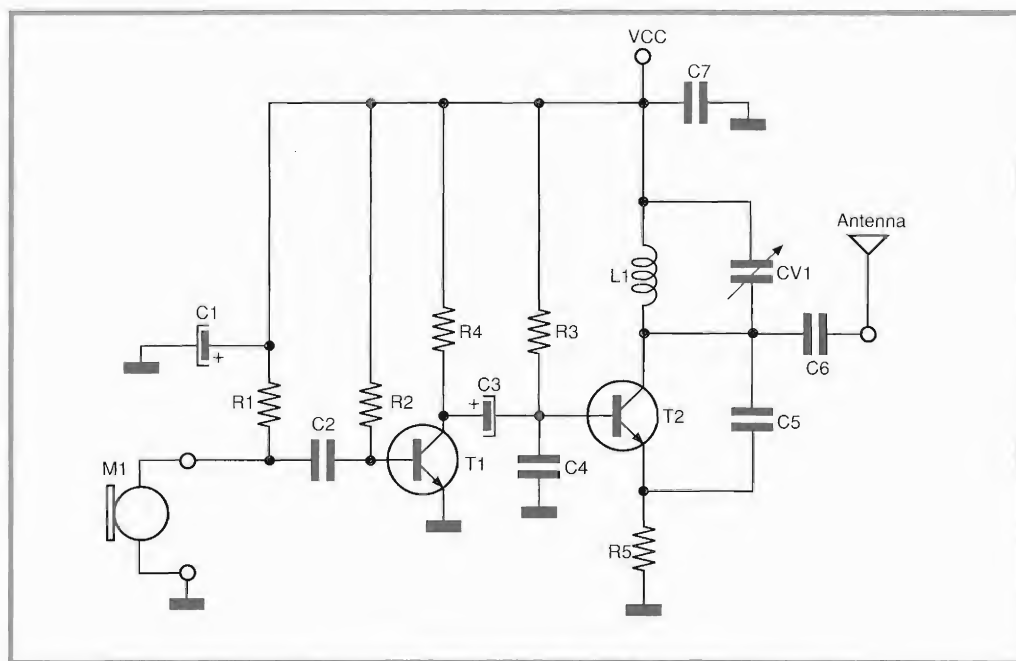 VCC
C7
Antenna
L1
CV1
C1
+
R4
R3
C6
R1
R2
+
C3
T2
C5
C2
T1
C4
M1
R5